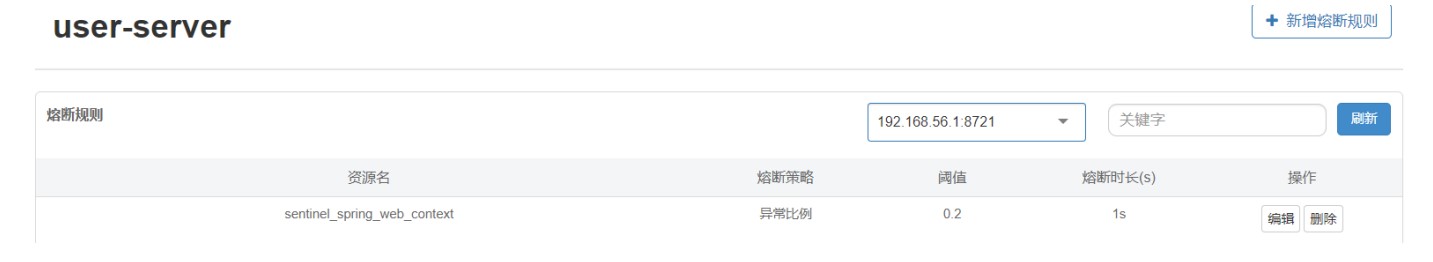 user-server
+ 新增熔断规则
熔断规则 192.168.56.1:8721 关键字 刷新
资源名 熔断策略 阈值 熔断时长(s) 操作
sentinel_spring_web_context 异常比例 0.2 1s 编辑 删除